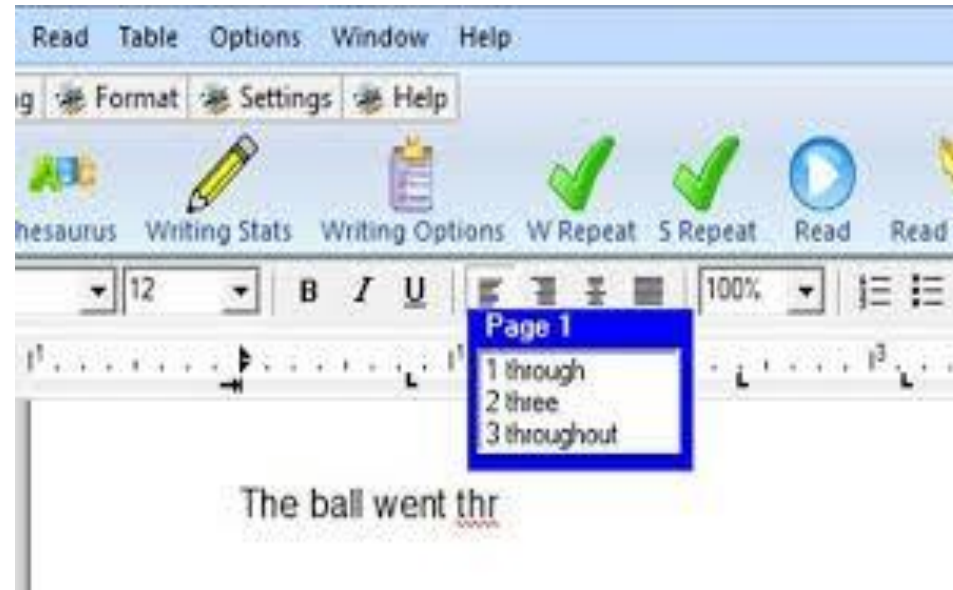 Read Table Options Window Help
g Format Settings Help
hesaurus Writing Stats Writing Options W Repeat S Repeat Read Read
12 B I U 100%
Page 1
1 through
2 three
3 throughout
The ball went thr